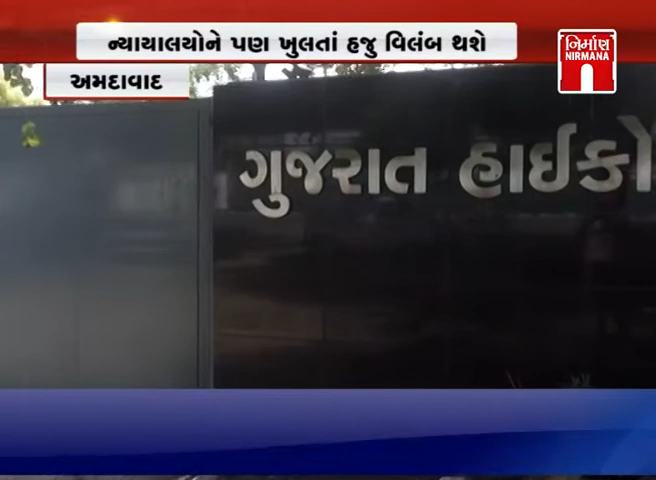 ન્યાયાલયોને પણ ખુલતાં હજુ વિલંબ થશે
નિર્માણ
NIRMANA
અમદાવાદ
ગુજરાત હાઈકો